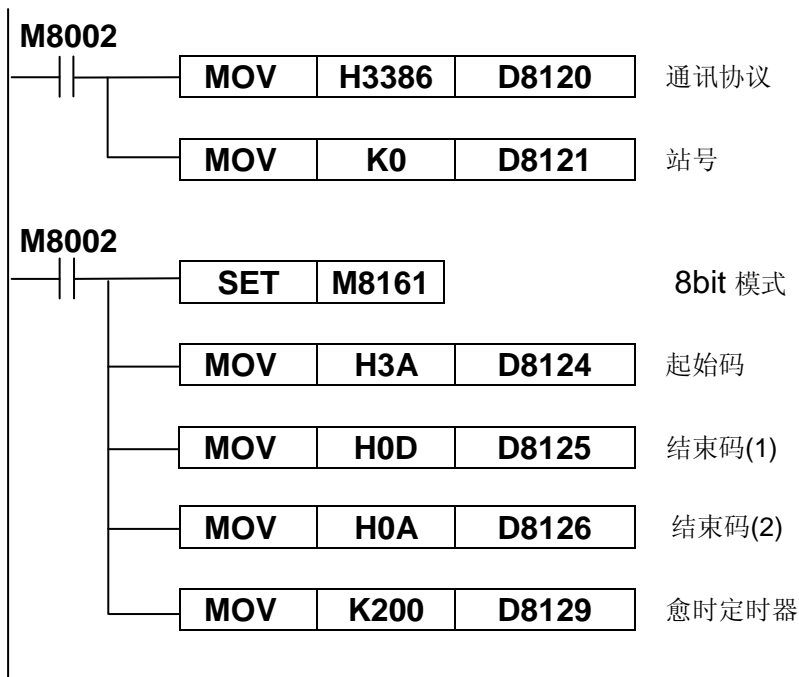 M8002
MOV H3386 D8120 通讯协议
MOV K0 D8121 站号
M8002
SET M8161 8bit 模式
MOV H3A D8124 起始码
MOV H0D D8125 结束码(1)
MOV H0A D8126 结束码(2)
MOV K200 D8129 愈时定时器